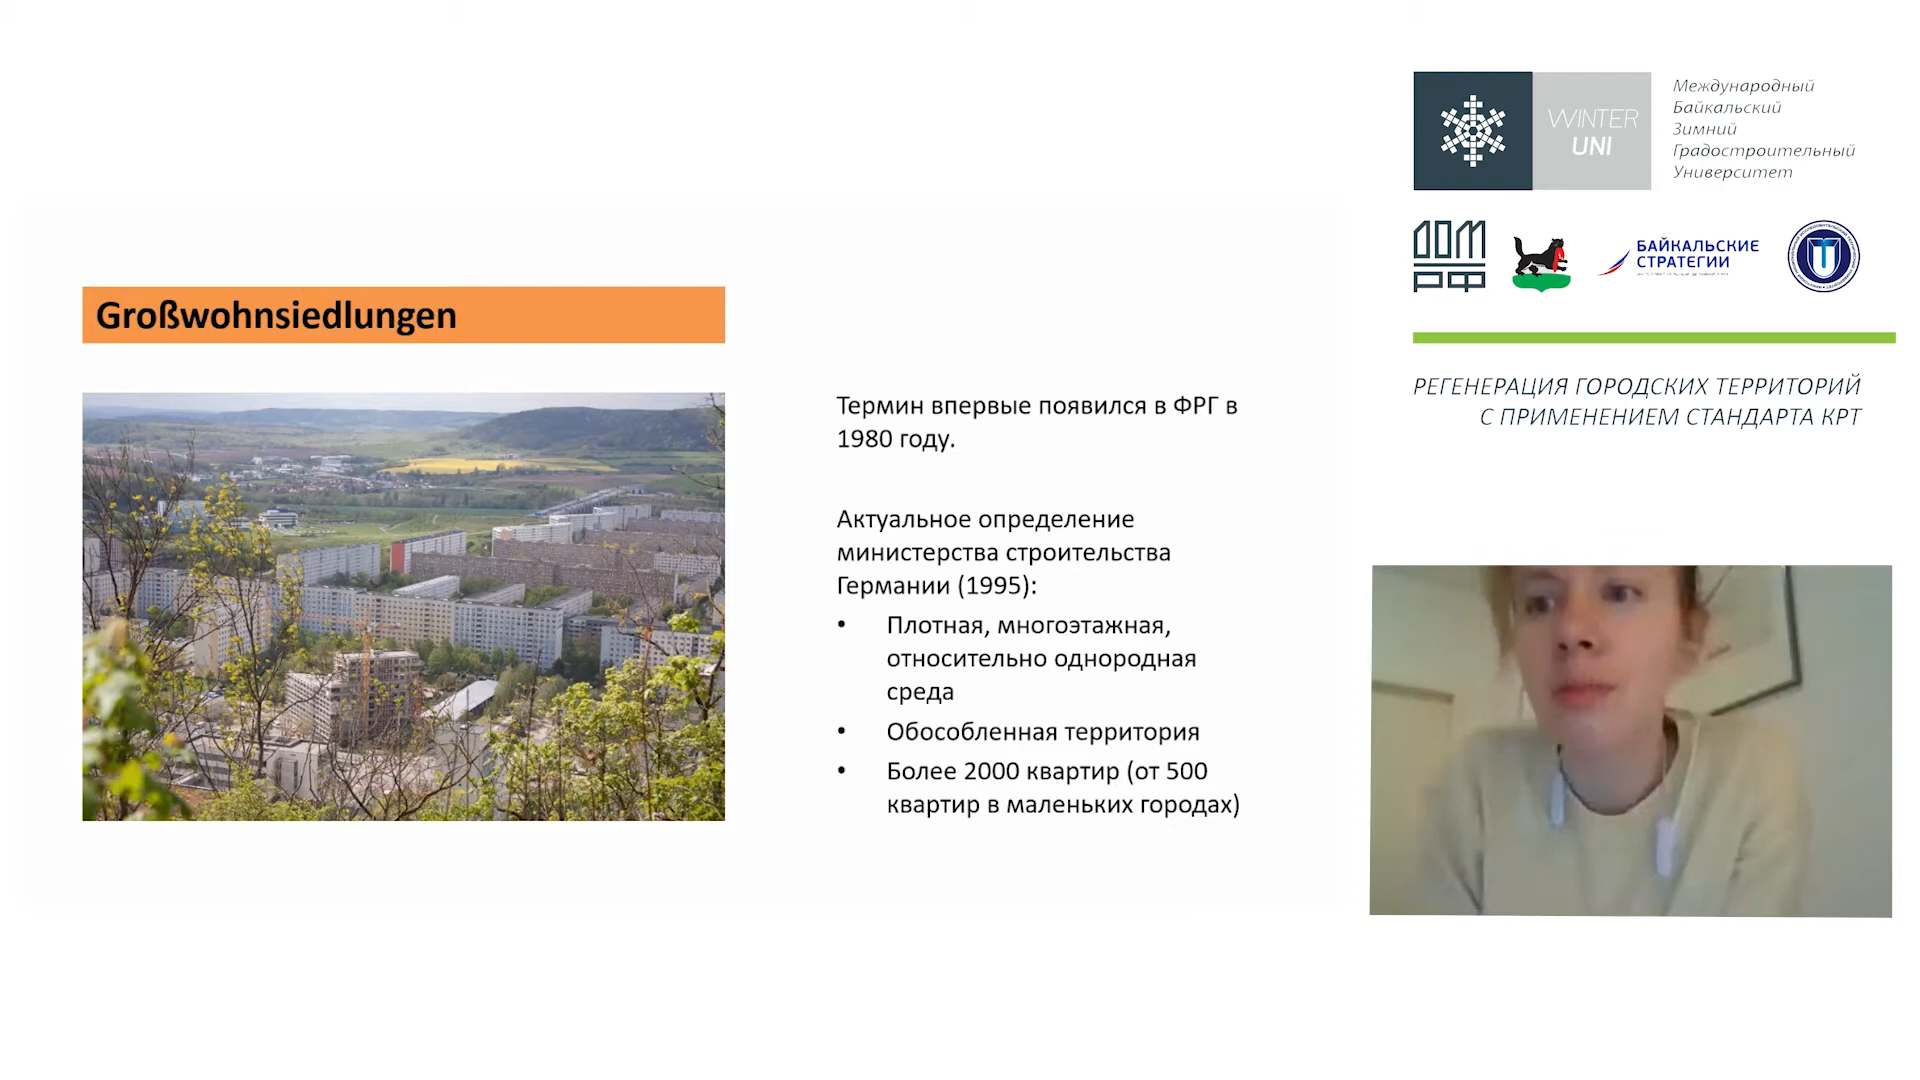 WINTER
UNI
Международный
Байкальский
Зимний
Градостроительный
Университет
ДОМ
РФ
БАЙКАЛЬСКИЕ
СТРАТЕГИИ
РЕГЕНЕРАЦИЯ ГОРОДСКИХ ТЕРРИТОРИЙ
С ПРИМЕНЕНИЕМ СТАНДАРТА КРТ
Großwohnsiedlungen
Термин впервые появился в ФРГ в
1980 году.
Актуальное определение
министерства строительства
Германии (1995):
• Плотная, многоэтажная,
относительно однородная
среда
• Обособленная территория
• Более 2000 квартир (от 500
квартир в маленьких городах)